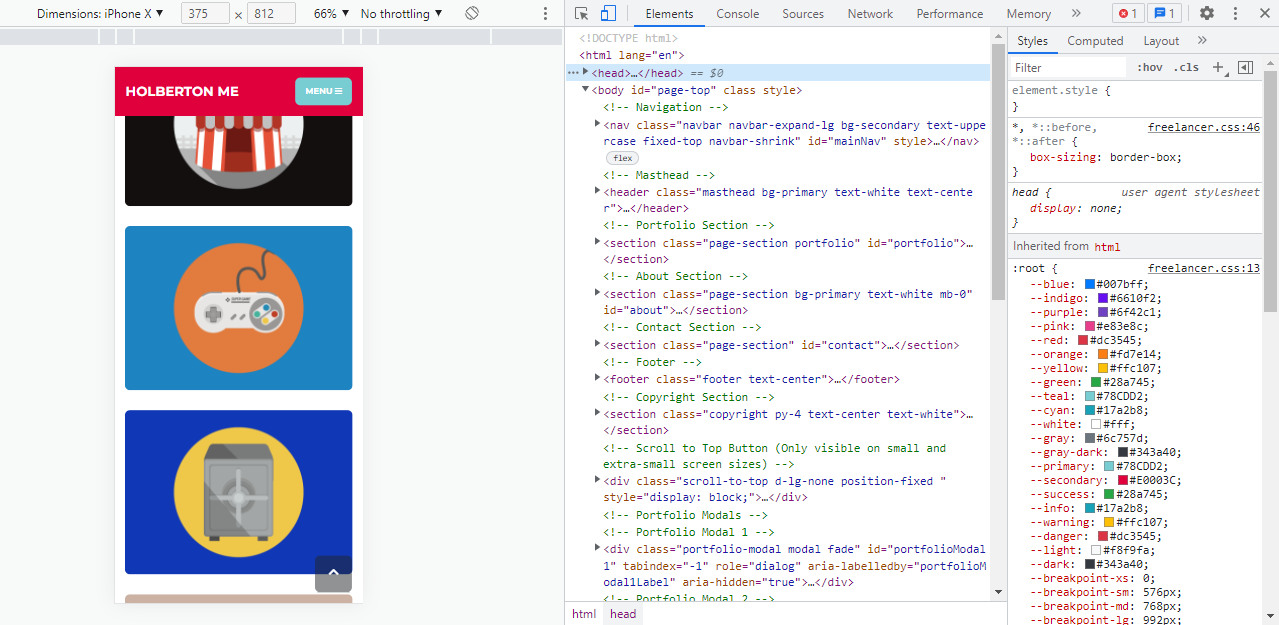 Dimensions: iPhone X ▼ 375 × 812 66% ▼ No throttling ▼
HOLBERTON ME
MENU
Elements Console Sources Network Performance Memory » 1 1
<!DOCTYPE html>
<html lang="en">
··· <head>…</head> == $0
<body id="page-top" class style>
<!-- Navigation -->
<nav class="navbar navbar-expand-lg bg-secondary text-uppe
rcase fixed-top navbar-shrink" id="mainNav" style>…</nav>
flex
<!-- Masthead -->
<header class="masthead bg-primary text-white text-cente
r">…</header>
<!-- Portfolio Section -->
<section class="page-section portfolio" id="portfolio">…
</section>
<!-- About Section -->
<section class="page-section bg-primary text-white mb-0"
id="about">…</section>
<!-- Contact Section -->
<section class="page-section" id="contact">…</section>
<!-- Footer -->
<footer class="footer text-center">…</footer>
<!-- Copyright Section -->
<section class="copyright py-4 text-center text-white">…
</section>
<!-- Scroll to Top Button (Only visible on small and
extra-small screen sizes) -->
<div class="scroll-to-top d-lg-none position-fixed "
style="display: block;">…</div>
<!-- Portfolio Modals -->
<!-- Portfolio Modal 1 -->
<div class="portfolio-modal modal fade" id="portfolioModal
1" tabindex="-1" role="dialog" aria-labelledby="portfolioM
odal1Label" aria-hidden="true">…</div>
<!-- Portfolio Modal 2 -->
html head
Styles Computed Layout »
Filter :hov .cls +
element.style {
}
*, *::before, freelancer.css:46
*::after {
box-sizing: border-box;
}
head { user agent stylesheet
display: none;
}
Inherited from html
:root { freelancer.css:13
--blue: #007bff;
--indigo: #6610f2;
--purple: #6f42c1;
--pink: #e83e8c;
--red: #dc3545;
--orange: #fd7e14;
--yellow: #ffc107;
--green: #28a745;
--teal: #78CDD2;
--cyan: #17a2b8;
--white: #fff;
--gray: #6c757d;
--gray-dark: #343a40;
--primary: #78CDD2;
--secondary: #E0003C;
--success: #28a745;
--info: #17a2b8;
--warning: #ffc107;
--danger: #dc3545;
--light: #f8f9fa;
--dark: #343a40;
--breakpoint-xs: 0;
--breakpoint-sm: 576px;
--breakpoint-md: 768px;
--breakpoint-lg: 992px;